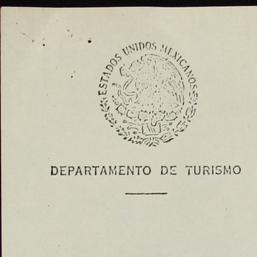 ESTADOS UNIDOS MEXICANOS
DEPARTAMENTO DE TURISMO